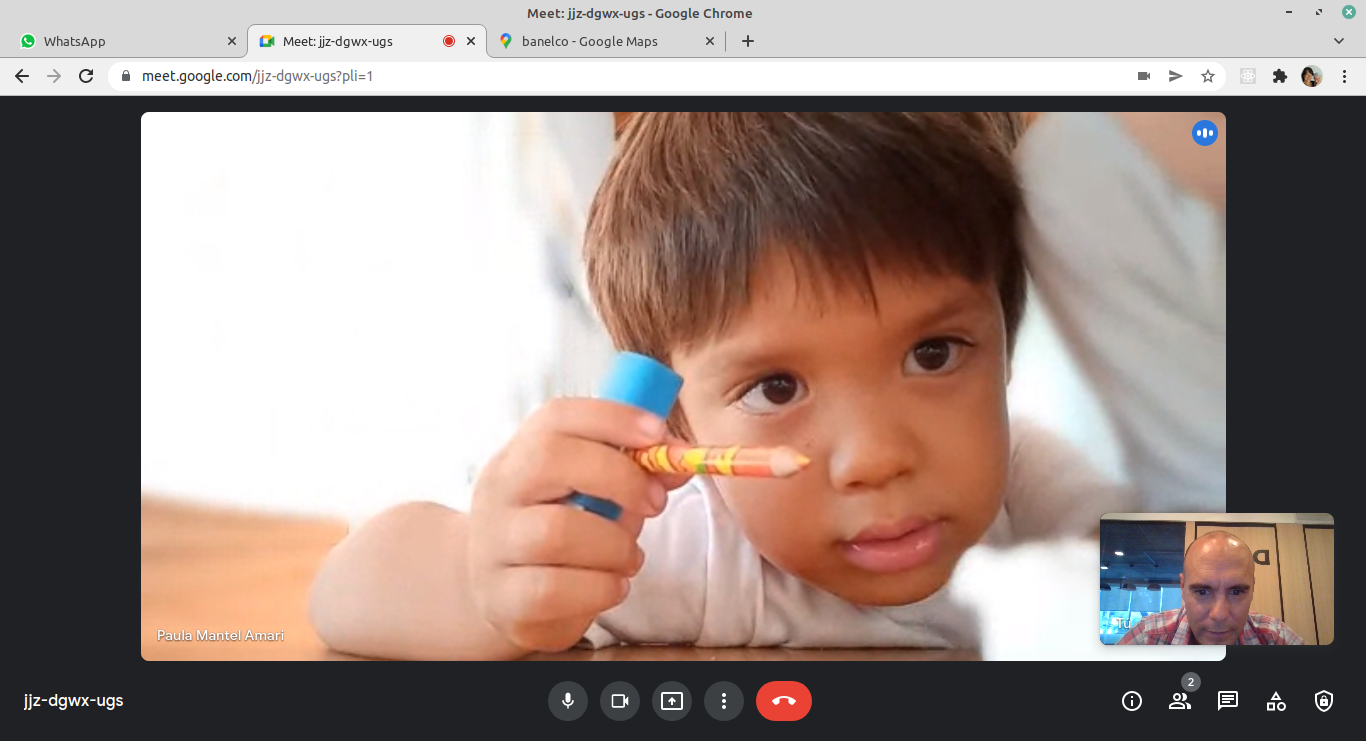 Meet: jjz-dgwx-ugs - Google Chrome
WhatsApp
Meet: jjz-dgwx-ugs
banelco - Google Maps
meet.google.com/jjz-dgwx-ugs?pli=1
Paula Mantel Amari
Tu
jjz-dgwx-ugs
2